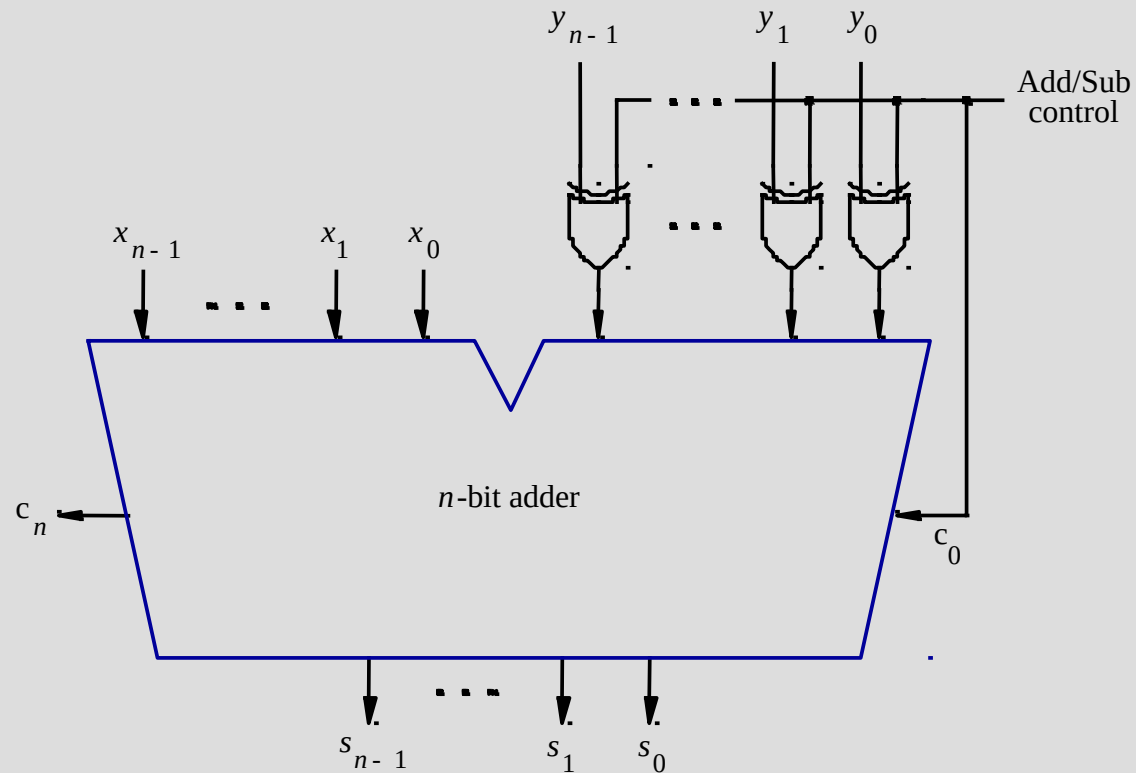 y n - 1
y 1
y 0
Add/Sub
control
x n - 1
x 1
x 0
n-bit adder
c n
c 0
s n - 1
s 1
s 0